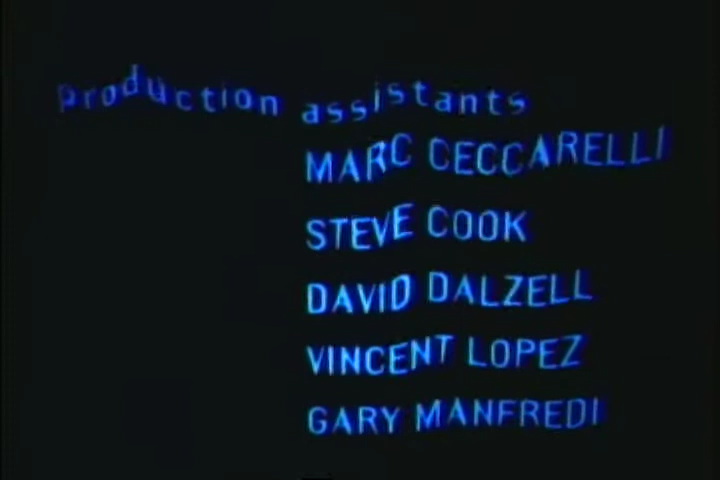 production assistants
MARC CECCARELLI
STEVE COOK
DAVID DALZELL
VINCENT LOPEZ
GARY MANFREDI